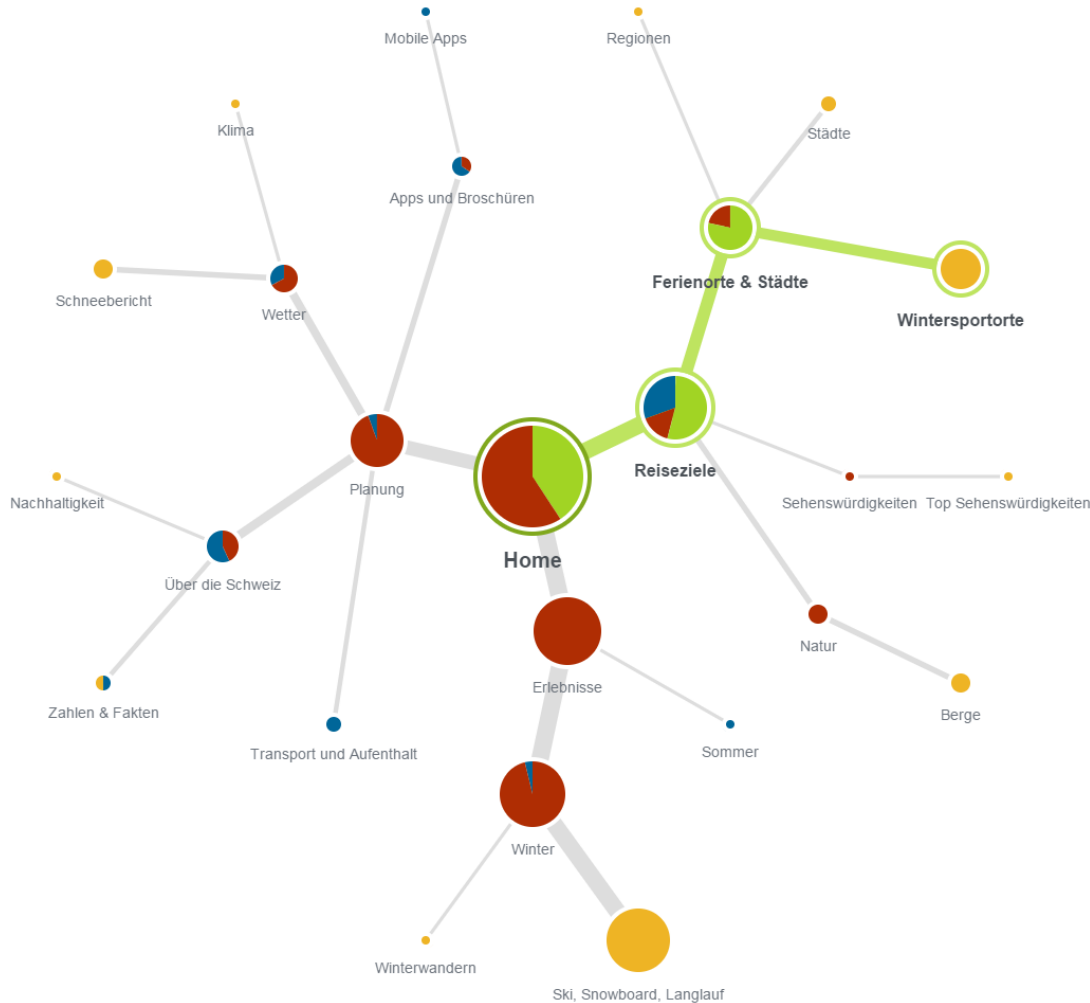 Mobile Apps
Regionen
Klima
Städte
Apps und Broschüren
Schneebericht
Wetter
Ferienorte & Städte
Wintersportorte
Planung
Reiseziele
Nachhaltigkeit
Sehenswürdigkeiten
Top Sehenswürdigkeiten
Home
Über die Schweiz
Natur
Erlebnisse
Zahlen & Fakten
Berge
Transport und Aufenthalt
Sommer
Winter
Winterwandern
Ski, Snowboard, Langlauf